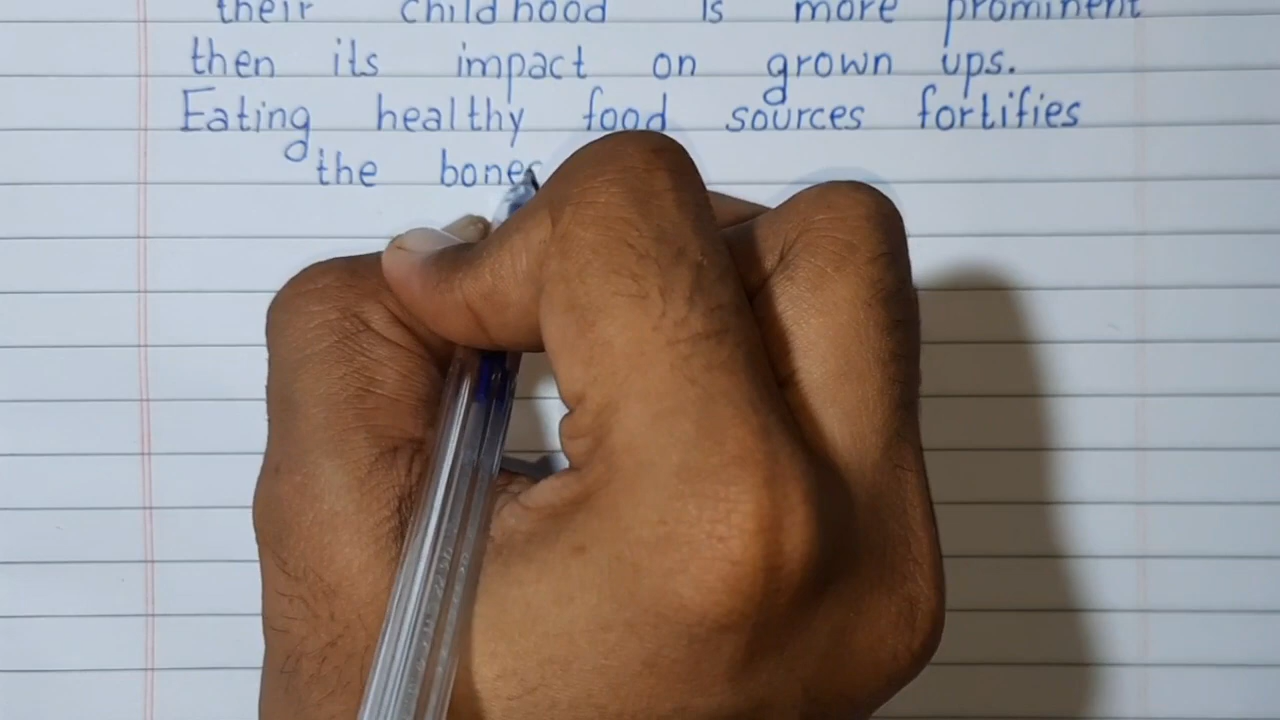 their childhood is more prominent
then its impact on grown ups.
Eating healthy food sources fortifies
the bones